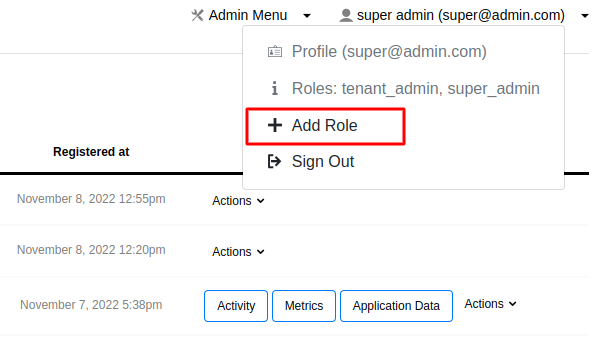 Admin Menu super admin (super@admin.com)
Profile (super@admin.com)
Roles: tenant_admin, super_admin
Add Role
Sign Out
Registered at
November 8, 2022 12:55pm Actions
November 8, 2022 12:20pm Actions
November 7, 2022 5:38pm Activity Metrics Application Data Actions